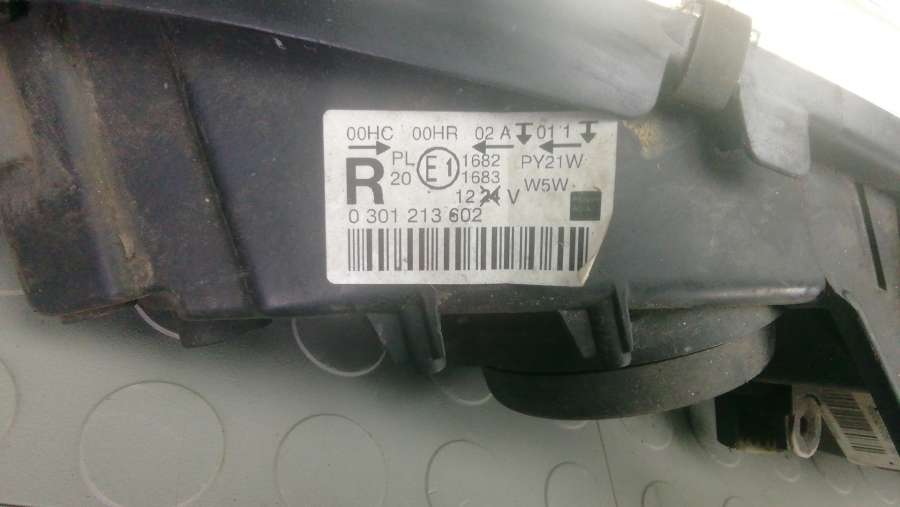 00HC 00HR 02 A 01 1
R PL E1 1682 PY21W
20 1683 W5W
12 24 V
0 301 213 602